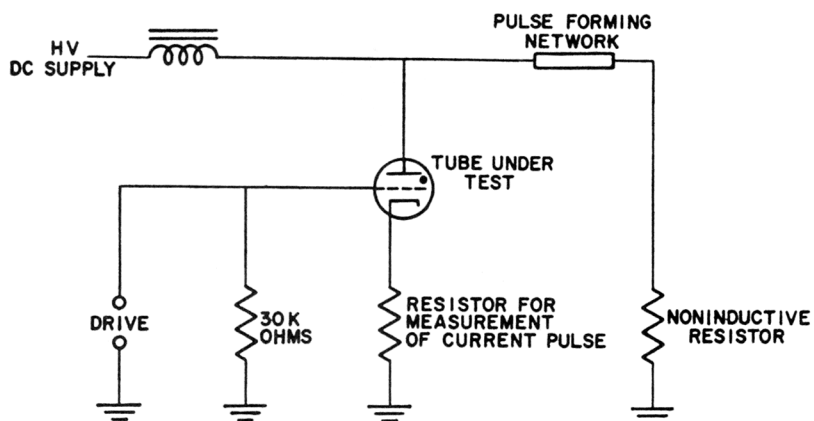 PULSE FORMING
NETWORK
HV
DC SUPPLY
TUBE UNDER
TEST
DRIVE
30K
OHMS
RESISTOR FOR
MEASUREMENT
OF CURRENT PULSE
NONINDUCTIVE
RESISTOR